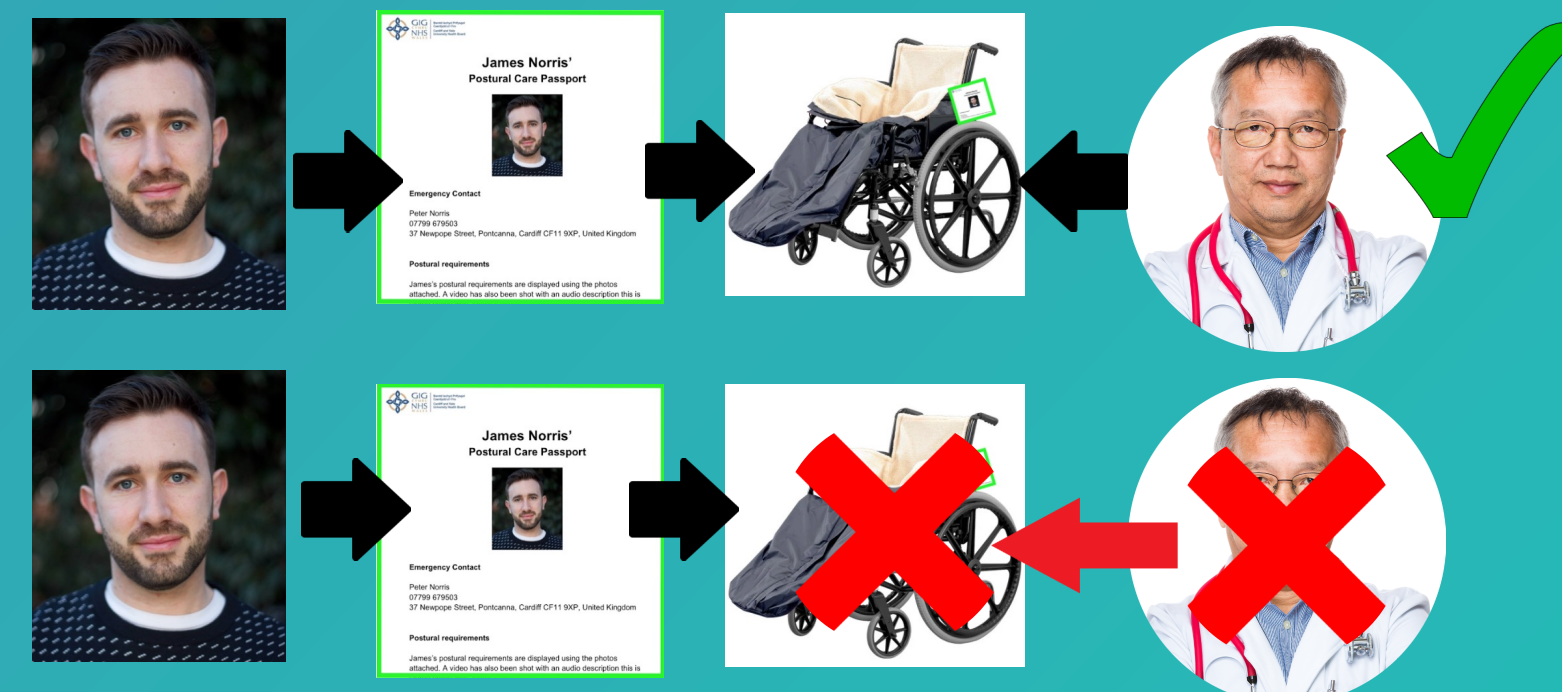 GIG
NHS
James Norris’
Postural Care Passport
Emergency Contact
Peter Norris
07799 679503
37 Newpope Street, Pontcanna, Cardiff CF11 9XP, United Kingdom
Postural requirements
James's postural requirements are displayed using the photos
attached. A video has also been shot with an audio description this is
GIG
NHS
James Norris’
Postural Care Passport
Emergency Contact
Peter Norris
07799 679503
37 Newpope Street, Pontcanna, Cardiff CF11 9XP, United Kingdom
Postural requirements
James's postural requirements are displayed using the photos
attached. A video has also been shot with an audio description this is